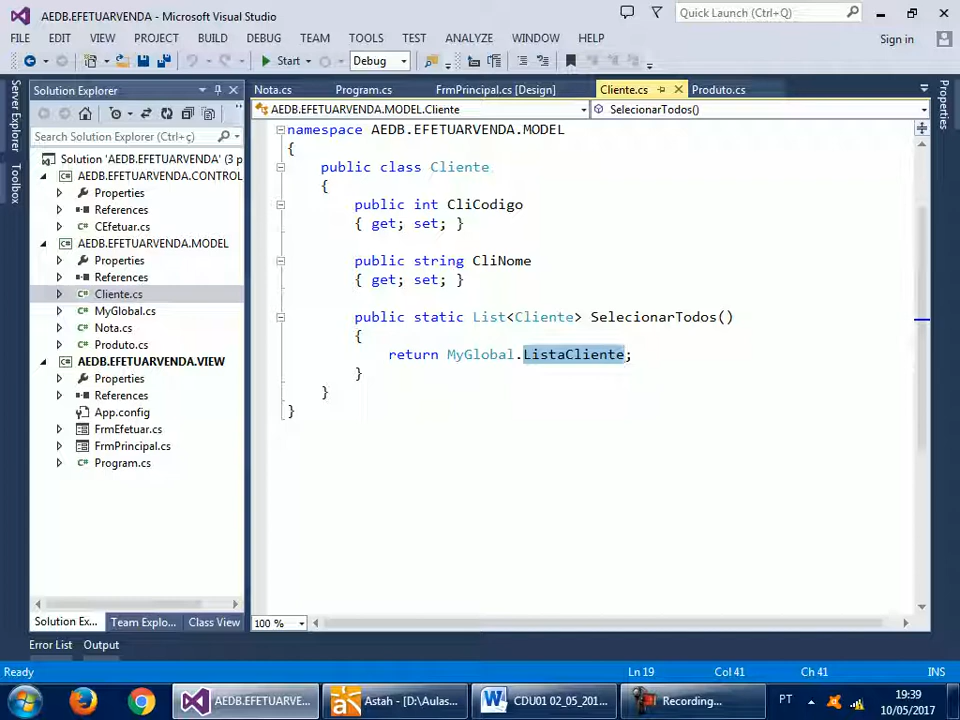 AEDB.EFETUARVENDA - Microsoft Visual Studio
Quick Launch (Ctrl+Q)
FILE EDIT VIEW PROJECT BUILD DEBUG TEAM TOOLS TEST ANALYZE WINDOW HELP
Sign in
Start
Debug
Server Explorer
Toolbox
Solution Explorer
Search Solution Explorer (Ctrl+ç)
Solution 'AEDB.EFETUARVENDA' (3 p
AEDB.EFETUARVENDA.CONTROL
Properties
References
CEfetuar.cs
AEDB.EFETUARVENDA.MODEL
Properties
References
Cliente.cs
MyGlobal.cs
Nota.cs
Produto.cs
AEDB.EFETUARVENDA.VIEW
Properties
References
App.config
FrmEfetuar.cs
FrmPrincipal.cs
Program.cs
Solution Ex... Team Explo... Class View
Nota.cs Program.cs FrmPrincipal.cs [Design] Cliente.cs Produto.cs
AEDB.EFETUARVENDA.MODEL.Cliente
SelecionarTodos()
namespace AEDB.EFETUARVENDA.MODEL
{
public class Cliente
{
public int CliCodigo
{ get; set; }
public string CliNome
{ get; set; }
public static List<Cliente> SelecionarTodos()
{
return MyGlobal.ListaCliente;
}
}
}
100 %
Properties
Error List Output
Ready
Ln 19 Col 41 Ch 41 INS
AEDB.EFETUARVE...
Astah - [D:\Aulas...
CDU01 02_05_201...
Recording...
PT
19:39
10/05/2017